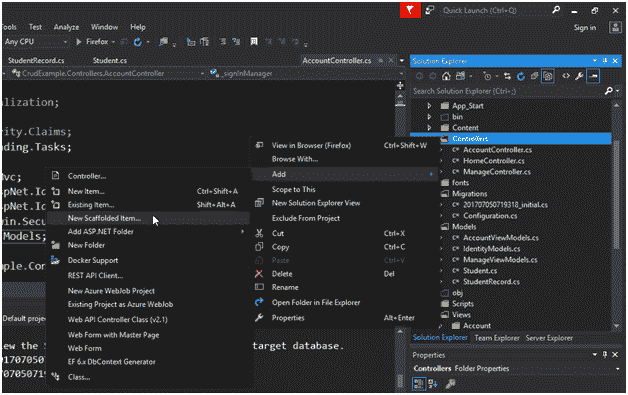 Quick Launch (Ctrl+;)
Tools Test Analyze Window Help
Sign in
Any CPU Firefox
StudentRecord.cs Student.cs AccountController.cs
CrudExample.Controllers.AccountController _signInManager
alization;
rity.Claims;
ding.Tasks;
Mvc;
spNet.Id
spNet.Id
win.Secu
Models;
mple.Con
Default proje
iew the S
target database.
01707050
707050719
View in Browser (Firefox) Ctrl+Shift+W
Browse With...
Add
Scope to This
New Solution Explorer View
Exclude From Project
Cut Ctrl+X
Copy Ctrl+C
Paste Ctrl+V
Delete Del
Rename
Open Folder in File Explorer
Properties Alt+Enter
Controller...
New Item... Ctrl+Shift+A
Existing Item... Shift+Alt+A
New Scaffolded Item...
Add ASP.NET Folder
New Folder
Docker Support
REST API Client...
New Azure WebJob Project
Existing Project as Azure WebJob
Web API Controller Class (v2.1)
Web Form with Master Page
Web Form
EF 6.x DbContext Generator
Class...
Solution Explorer
Search Solution Explorer (Ctrl+;)
App_Start
bin
Content
Controllers
AccountController.cs
HomeController.cs
ManageController.cs
fonts
Migrations
201707050719318_initial.cs
Configuration.cs
Models
AccountViewModels.cs
IdentityModels.cs
ManageViewModels.cs
Student.cs
StudentRecord.cs
obj
Scripts
Views
Account
Solution Explorer Team Explorer Server Explorer
Properties
Controllers Folder Properties